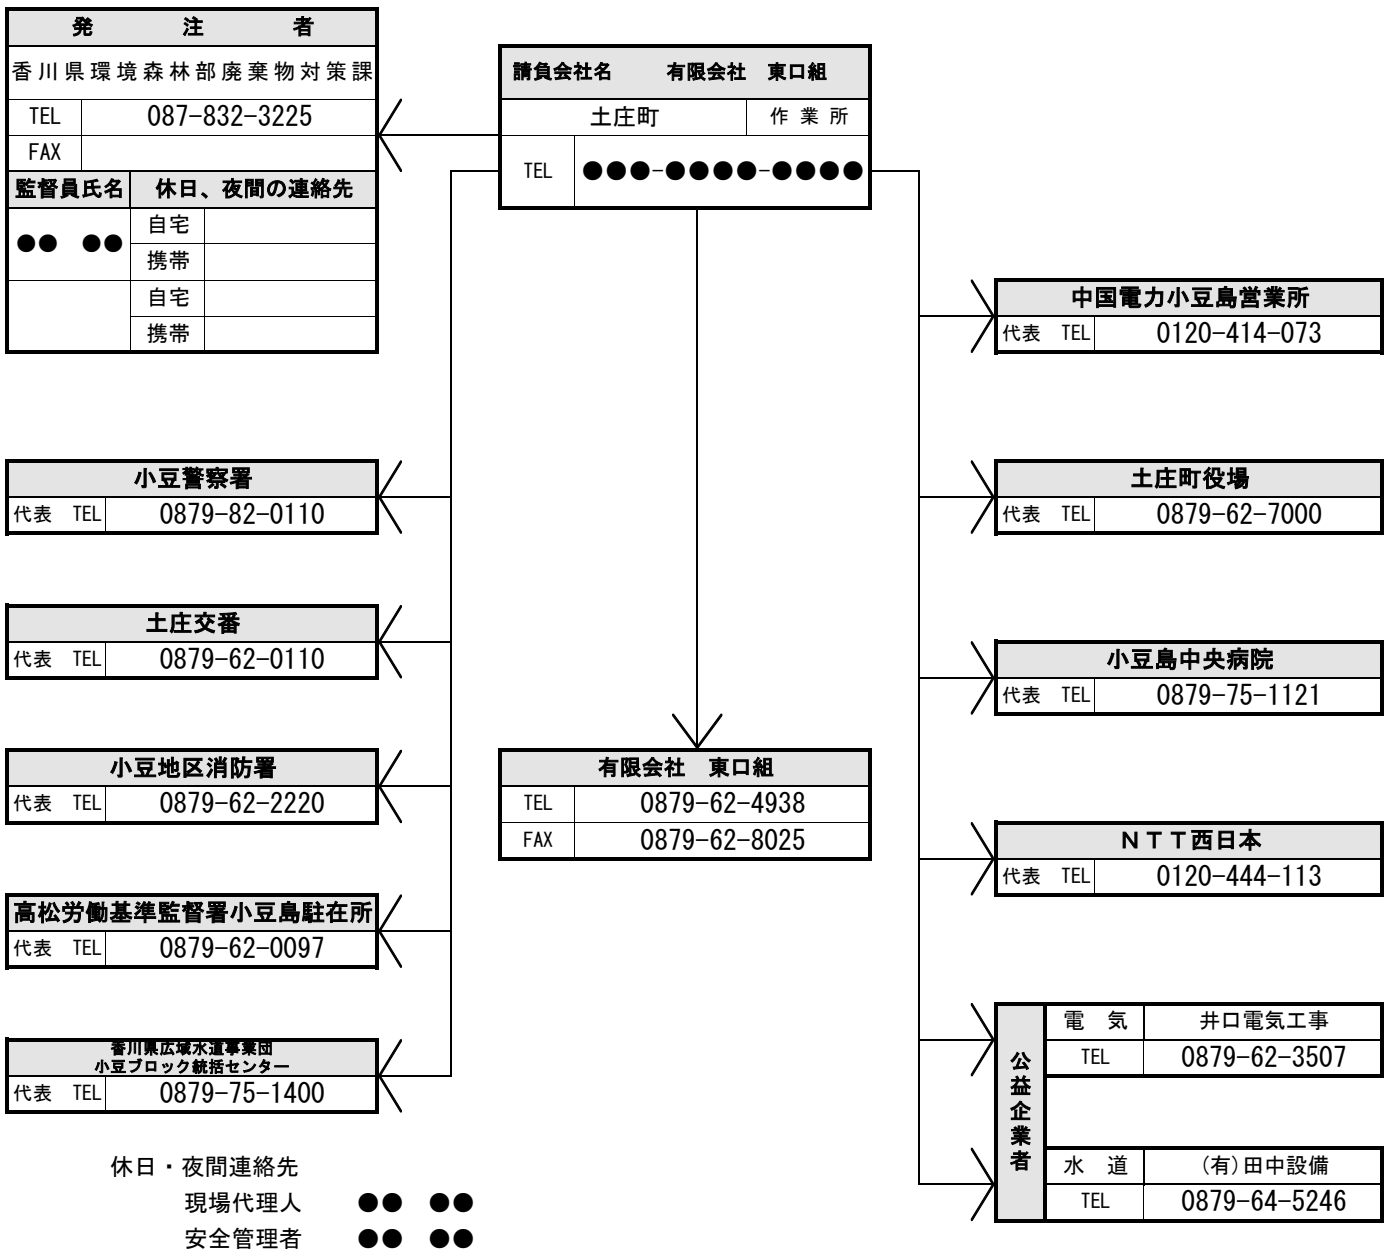 発　注　者
香川県環境森林部廃棄物対策課
TEL 087-832-3225
FAX
監督員氏名 休日、夜間の連絡先
●●　●● 自宅
携帯
自宅
携帯
請負会社名　有限会社　東口組
土庄町 作業所
TEL ●●●-●●●●-●●●●
小豆警察署
代表　TEL 0879-82-0110
土庄交番
代表　TEL 0879-62-0110
小豆地区消防署
代表　TEL 0879-62-2220
高松労働基準監督署小豆島駐在所
代表　TEL 0879-62-0097
香川県広域水道事業団
小豆ブロック統括センター
代表　TEL 0879-75-1400
有限会社　東口組
TEL 0879-62-4938
FAX 0879-62-8025
中国電力小豆島営業所
代表　TEL 0120-414-073
土庄町役場
代表　TEL 0879-62-7000
小豆島中央病院
代表　TEL 0879-75-1121
ＮＴＴ西日本
代表　TEL 0120-444-113
公益企業者
電　気 井口電気工事
TEL 0879-62-3507
水　道 (有)田中設備
TEL 0879-64-5246
休日・夜間連絡先
現場代理人　●●　●●
安全管理者　●●　●●